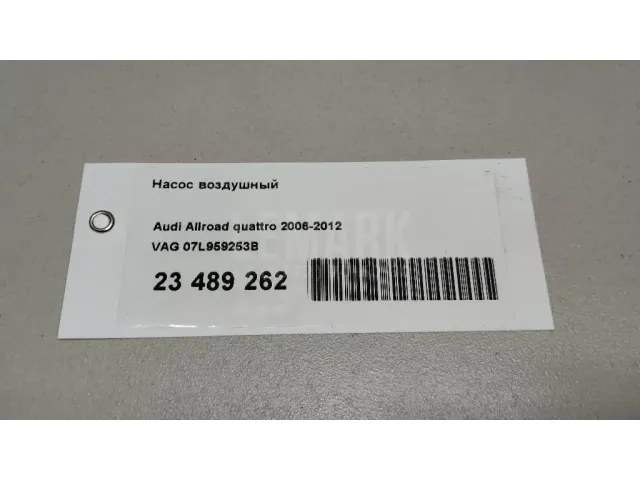 Насос воздушный
Audi Allroad quattro 2006-2012
VAG 07L959253B
23 489 262